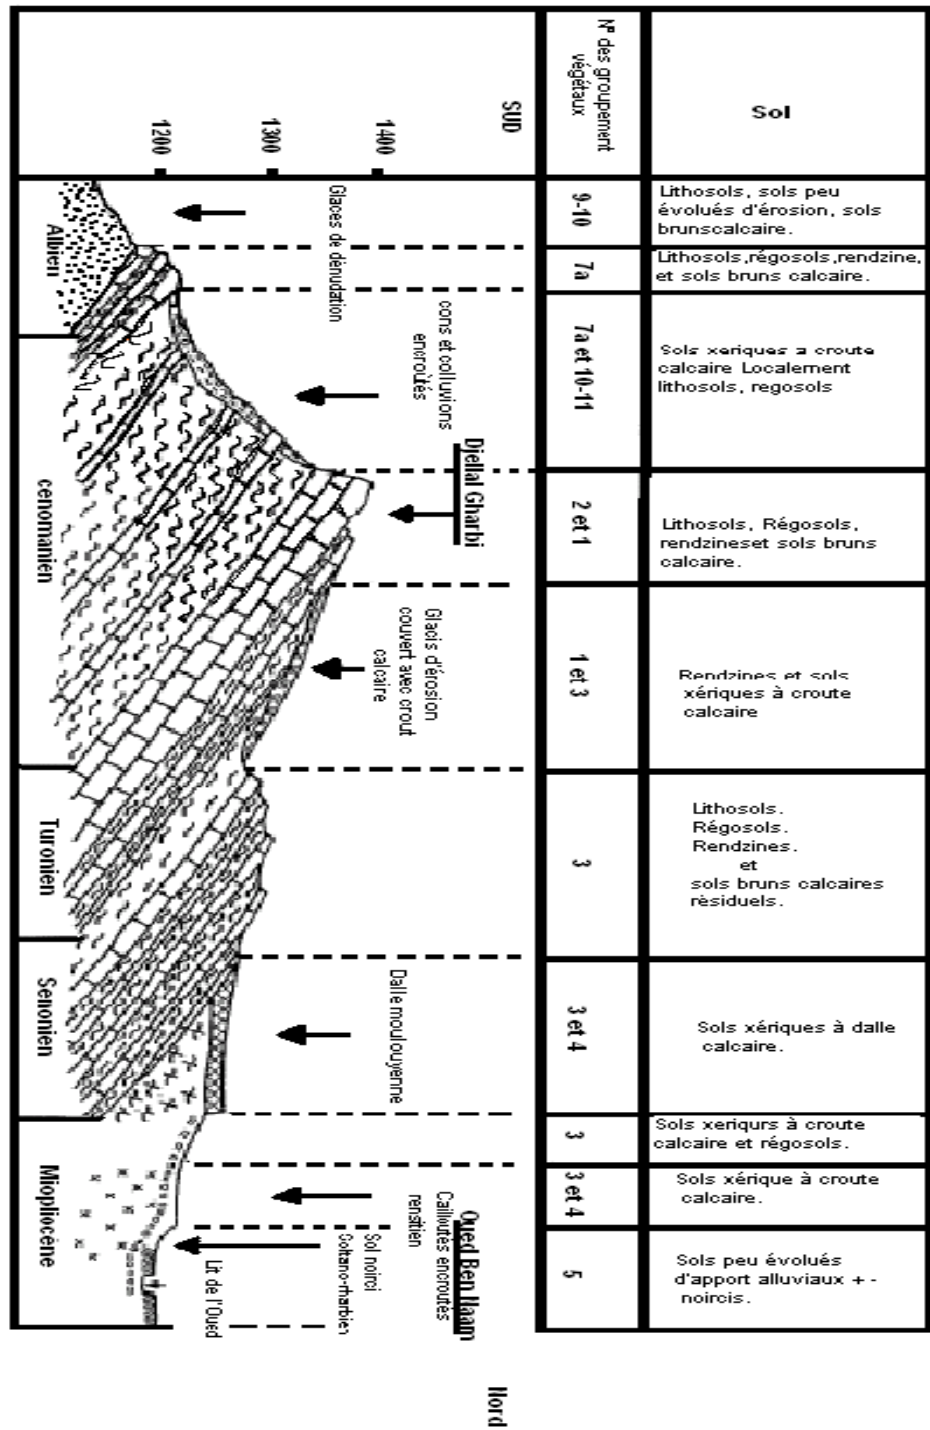 N° des groupement
végétaux
Sol
SUD
1400
1300
1200
9-10
Lithosols, sols peu
évolués d'érosion, sols
brunscalcaire.
7a
Lithosols,régosols,rendzine,
et sols bruns calcaire.
7a et 10-11
Sols xeriques a croute
calcaire Localement
lithosols, regosols
2 et 1
Lithosols, Régosols,
rendzineset sols bruns
calcaire.
1 et 3
Rendzines et sols
xériques à croute
calcaire
3
Lithosols.
Régosols.
Rendzines.
et
sols bruns calcaires
rèsiduels.
3 et 4
Sols xériques à dalle
calcaire.
3
Sols xeriqurs à croute
calcaire et régosols.
3 et 4
Sols xérique à croute
calcaire.
5
Sols peu évolués
d'apport alluviaux + -
noircis.
Glaces de dénudation
cons et colluvions
encroûtés
Djellal Gharbi
Glacis d'érosion
couvert avec crout
calcaire
Dalle moulouyenne
Oued Ben Naam
Cailloutés encroutés
rensitien
Sol noirci
Soltano-rharbien
Lit de l'Oued
Albien
cenomanien
Turonien
Senonien
Miopliocène
Nord